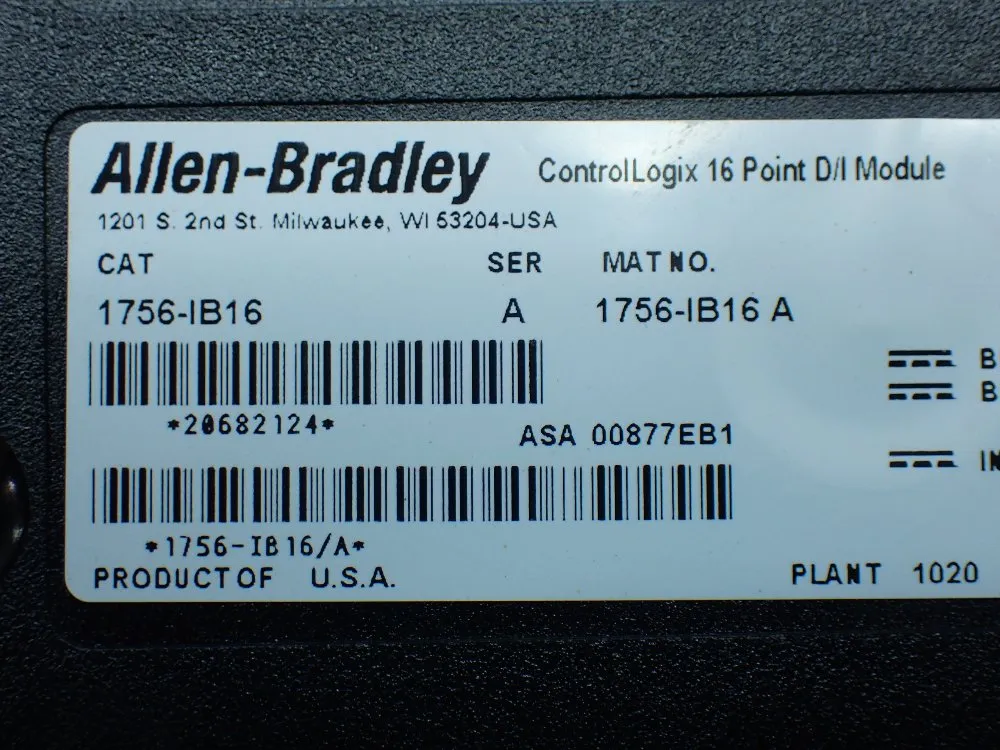 Allen-Bradley ControlLogix 16 Point D/I Module
1201 S. 2nd St. Milwaukee, WI 53204-USA
CAT SER MAT NO.
1756-IB16 A 1756-IB16 A
B
B
*20682124*
ASA 00877EB1
IN
*1756-IB16/A*
PRODUCT OF U.S.A. PLANT 1020